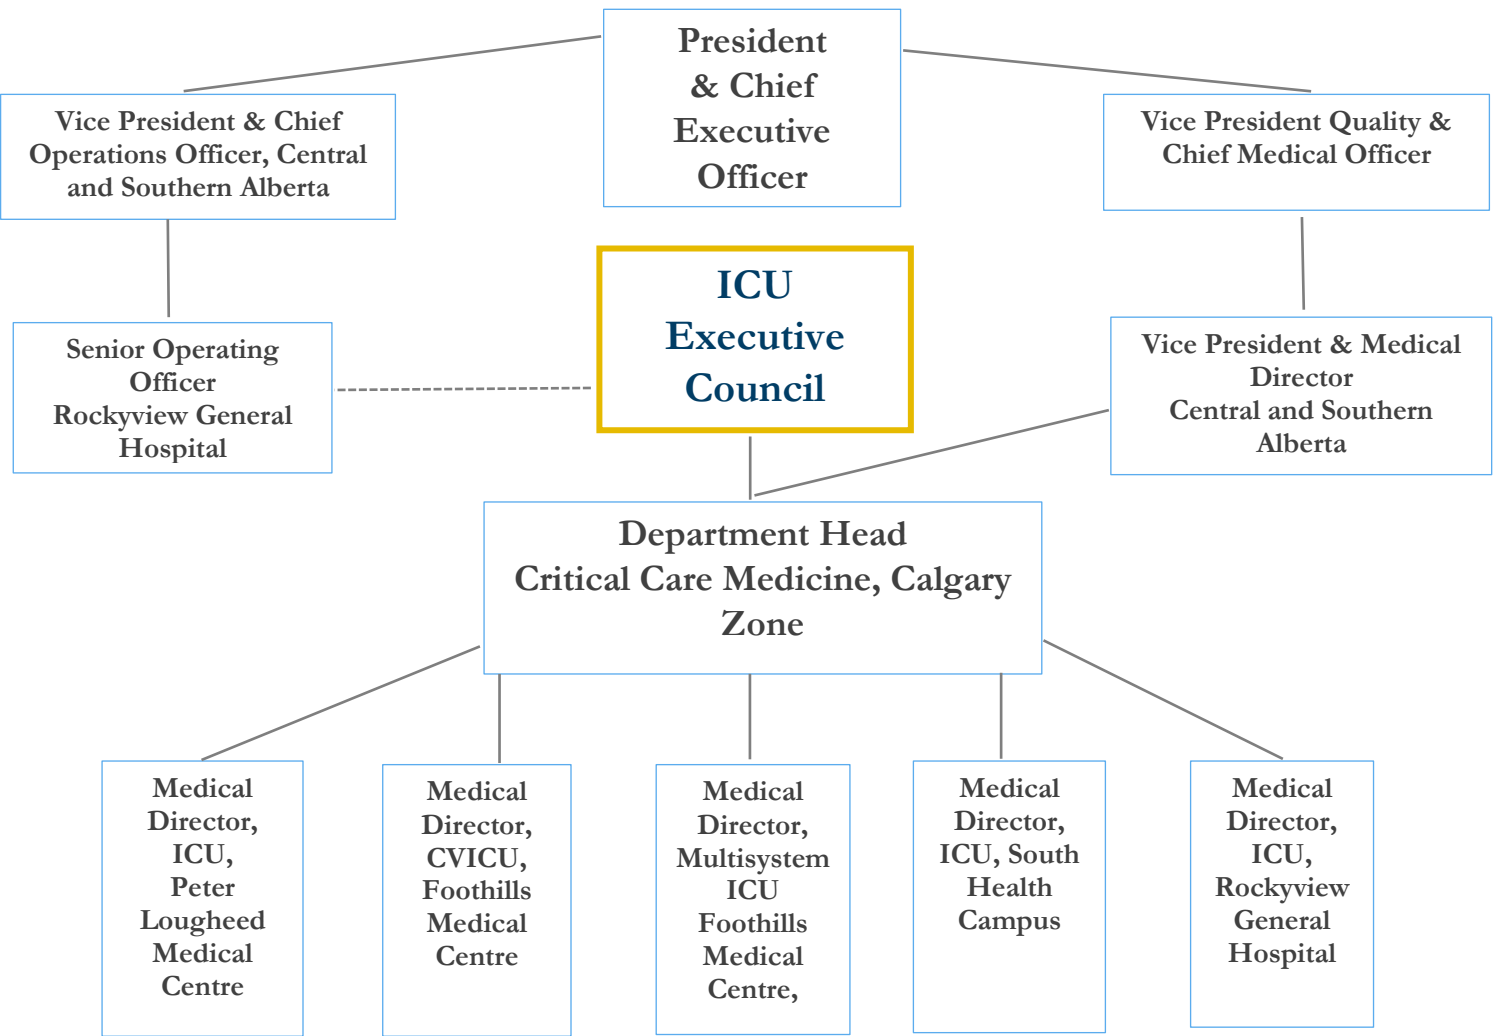 President
& Chief
Executive
Officer
Vice President & Chief
Operations Officer, Central
and Southern Alberta
Vice President Quality &
Chief Medical Officer
ICU
Executive
Council
Senior Operating
Officer
Rockyview General
Hospital
Vice President & Medical
Director
Central and Southern
Alberta
Department Head
Critical Care Medicine, Calgary
Zone
Medical
Director,
ICU,
Peter
Lougheed
Medical
Centre
Medical
Director,
CVICU,
Foothills
Medical
Centre
Medical
Director,
Multisystem
ICU
Foothills
Medical
Centre,
Medical
Director,
ICU, South
Health
Campus
Medical
Director,
ICU,
Rockyview
General
Hospital